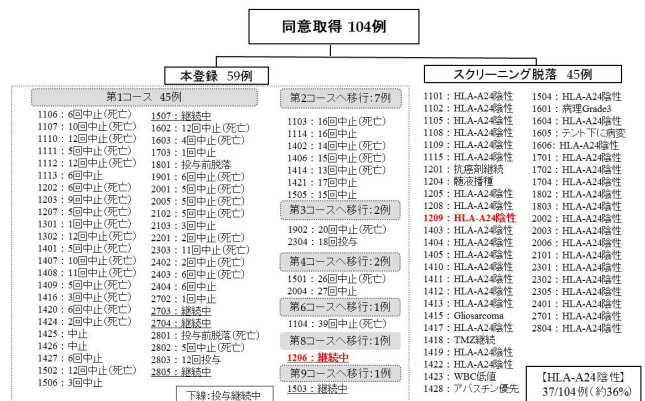 同意取得 104例
本登録 59例
スクリーニング脱落 45例
第1コース 45例
1106：6回中止(死亡)
1107：10回中止(死亡)
1110：12回中止(死亡)
1111：5回中止(死亡)
1112：12回中止(死亡)
1113：6回中止
1202：6回中止(死亡)
1203：9回中止(死亡)
1207：5回中止(死亡)
1301：1回中止(死亡)
1302：12回中止(死亡)
1401：5回中止(死亡)
1407：10回中止(死亡)
1408：11回中止(死亡)
1409：5回中止(死亡)
1416：3回中止(死亡)
1420：6回中止(死亡)
1424：2回中止(死亡)
1425：中止
1426：中止
1427：6回中止
1502：12回中止(死亡)
1506：3回中止
1507：継続中
1602：12回中止(死亡)
1603：4回中止(死亡)
1703：1回中止
1801：投与前脱落
1901：6回中止(死亡)
2001：5回中止(死亡)
2005：5回中止(死亡)
2102：5回中止(死亡)
2103：3回中止
2201：2回中止(死亡)
2303：11回中止(死亡)
2402：2回中止(死亡)
2403：6回中止(死亡)
2404：6回中止
2702：1回中止
2703：継続中
2704：継続中
2801：投与前脱落(死亡)
2802：5回中止(死亡)
2803：12回投与
2805：継続中
第2コースへ移行：7例
1103：16回中止(死亡)
1114：16回中止
1402：14回中止(死亡)
1406：15回中止(死亡)
1414：13回中止(死亡)
1421：17回中止
1505：15回中止
第3コースへ移行：2例
1902：20回中止(死亡)
2304：18回投与
第4コースへ移行：2例
1501：26回中止(死亡)
2004：27回中止
第6コースへ移行：1例
1104：39回中止(死亡)
第8コースへ移行：1例
1206：継続中
第9コースへ移行：1例
1503：継続中
下線：投与継続中
1101：HLA-A24陰性
1102：HLA-A24陰性
1105：HLA-A24陰性
1108：HLA-A24陰性
1109：HLA-A24陰性
1115：HLA-A24陰性
1201：抗癌剤継続
1204：髄液播種
1205：HLA-A24陰性
1208：HLA-A24陰性
1209：HLA-A24陰性
1403：HLA-A24陰性
1404：HLA-A24陰性
1405：HLA-A24陰性
1410：HLA-A24陰性
1411：HLA-A24陰性
1412：HLA-A24陰性
1413：HLA-A24陰性
1415：Gliosarcoma
1417：HLA-A24陰性
1418：TMZ継続
1419：HLA-A24陰性
1422：HLA-A24陰性
1423：WBC低値
1428：アバスチン優先
1504：HLA-A24陰性
1601：病理Grade3
1604：HLA-A24陰性
1605：テント下に病変
1606：HLA-A24陰性
1701：HLA-A24陰性
1702：HLA-A24陰性
1704：HLA-A24陰性
1802：HLA-A24陰性
1803：HLA-A24陰性
2002：HLA-A24陰性
2003：HLA-A24陰性
2006：HLA-A24陰性
2101：HLA-A24陰性
2301：HLA-A24陰性
2302：HLA-A24陰性
2305：HLA-A24陰性
2401：HLA-A24陰性
2701：HLA-A24陰性
2804：HLA-A24陰性
【HLA-A24陰性】
37/104例(約36%)